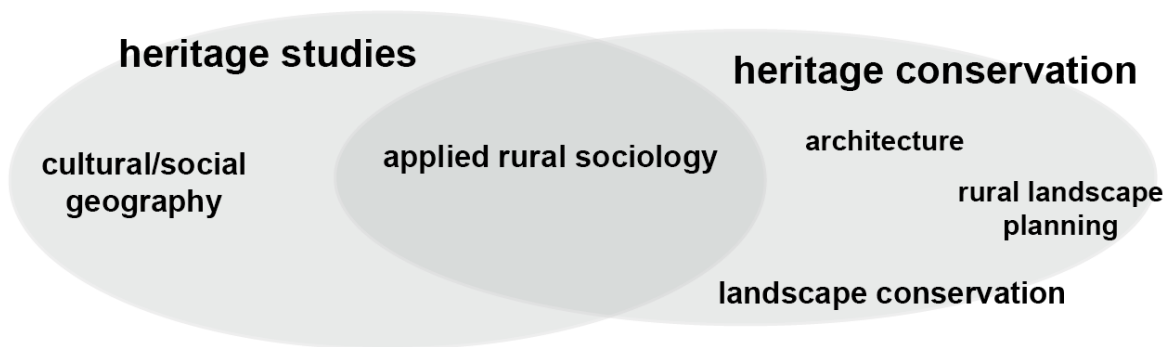 heritage studies
heritage conservation
architecture
cultural/social
geography
applied rural sociology
rural landscape
planning
landscape conservation